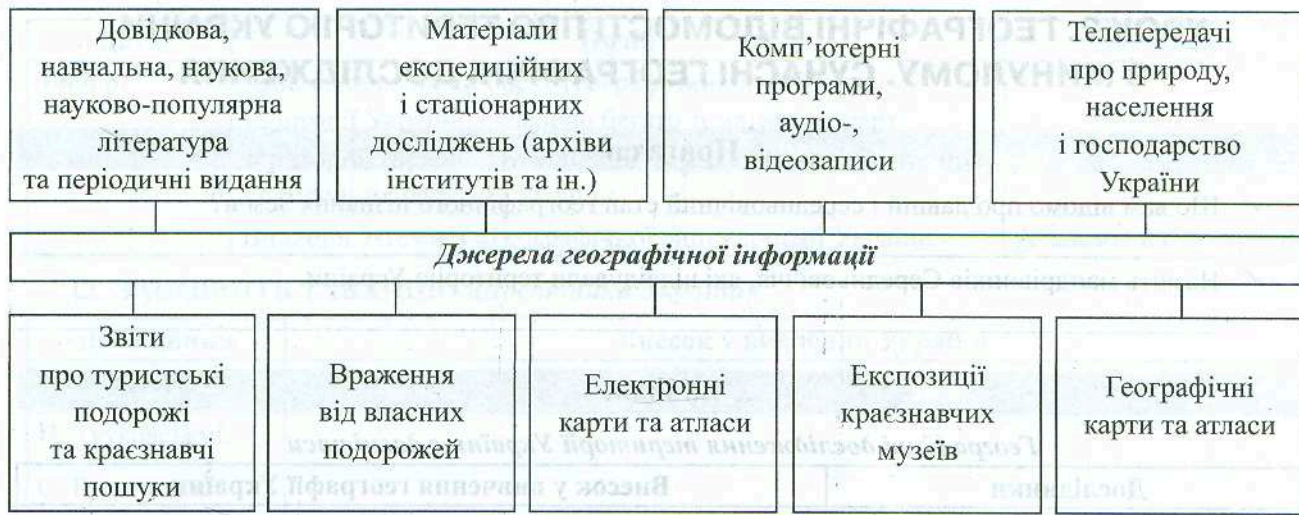 Довідкова,
навчальна, наукова,
науково-популярна
література
та періодичні видання
Матеріали
експедиційних
і стаціонарних
досліджень (архіви
інститутів та ін.)
Комп’ютерні
програми,
аудіо-,
відеозаписи
Телепередачі
про природу,
населення
і господарство
України
Джерела географічної інформації
Звіти
про туристські
подорожі
та краєзнавчі
пошуки
Враження
від власних
подорожей
Електронні
карти та атласи
Експозиції
краєзнавчих
музеїв
Географічні
карти та атласи